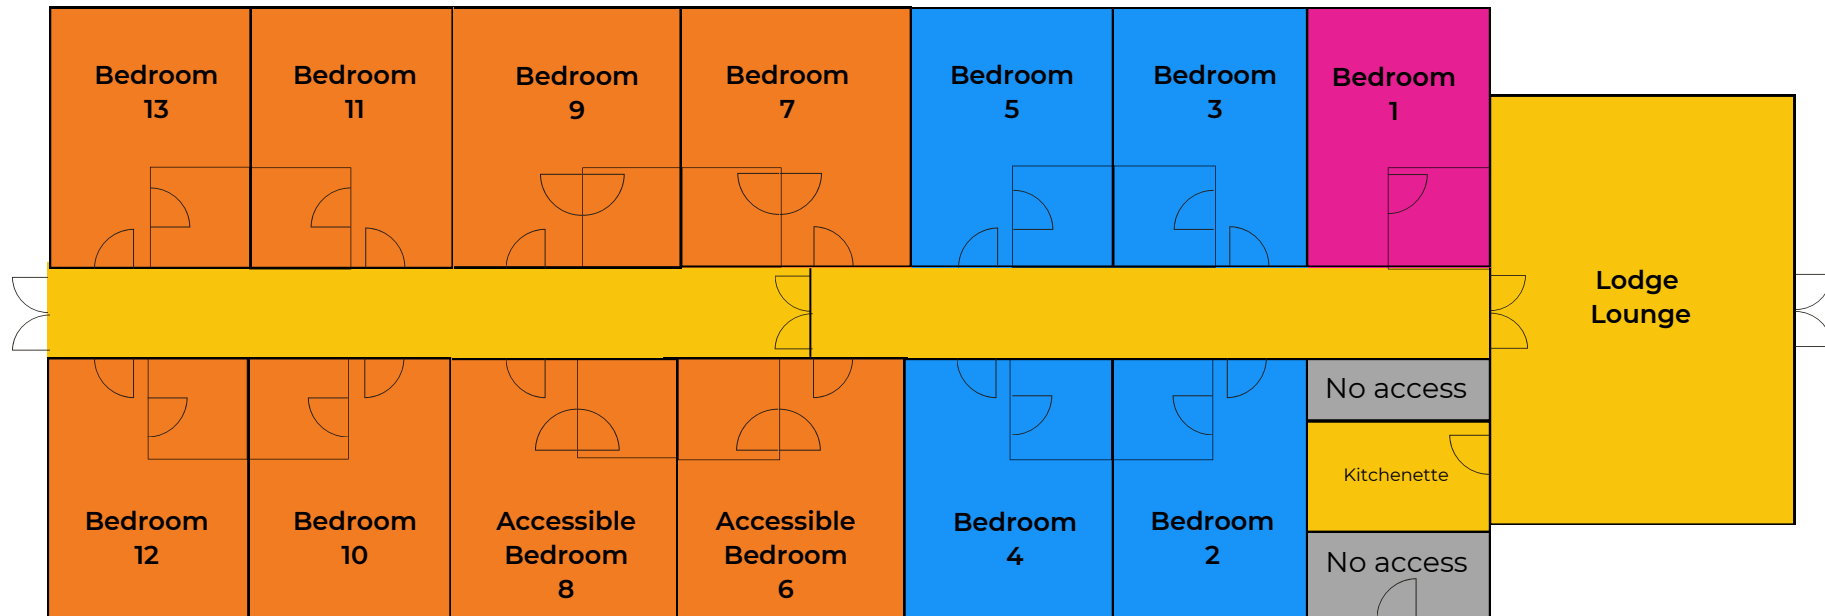 Bedroom
13
Bedroom
11
Bedroom
9
Bedroom
7
Bedroom
5
Bedroom
3
Bedroom
1
Lodge
Lounge
No access
Kitchenette
No access
Bedroom
12
Bedroom
10
Accessible
Bedroom
8
Accessible
Bedroom
6
Bedroom
4
Bedroom
2